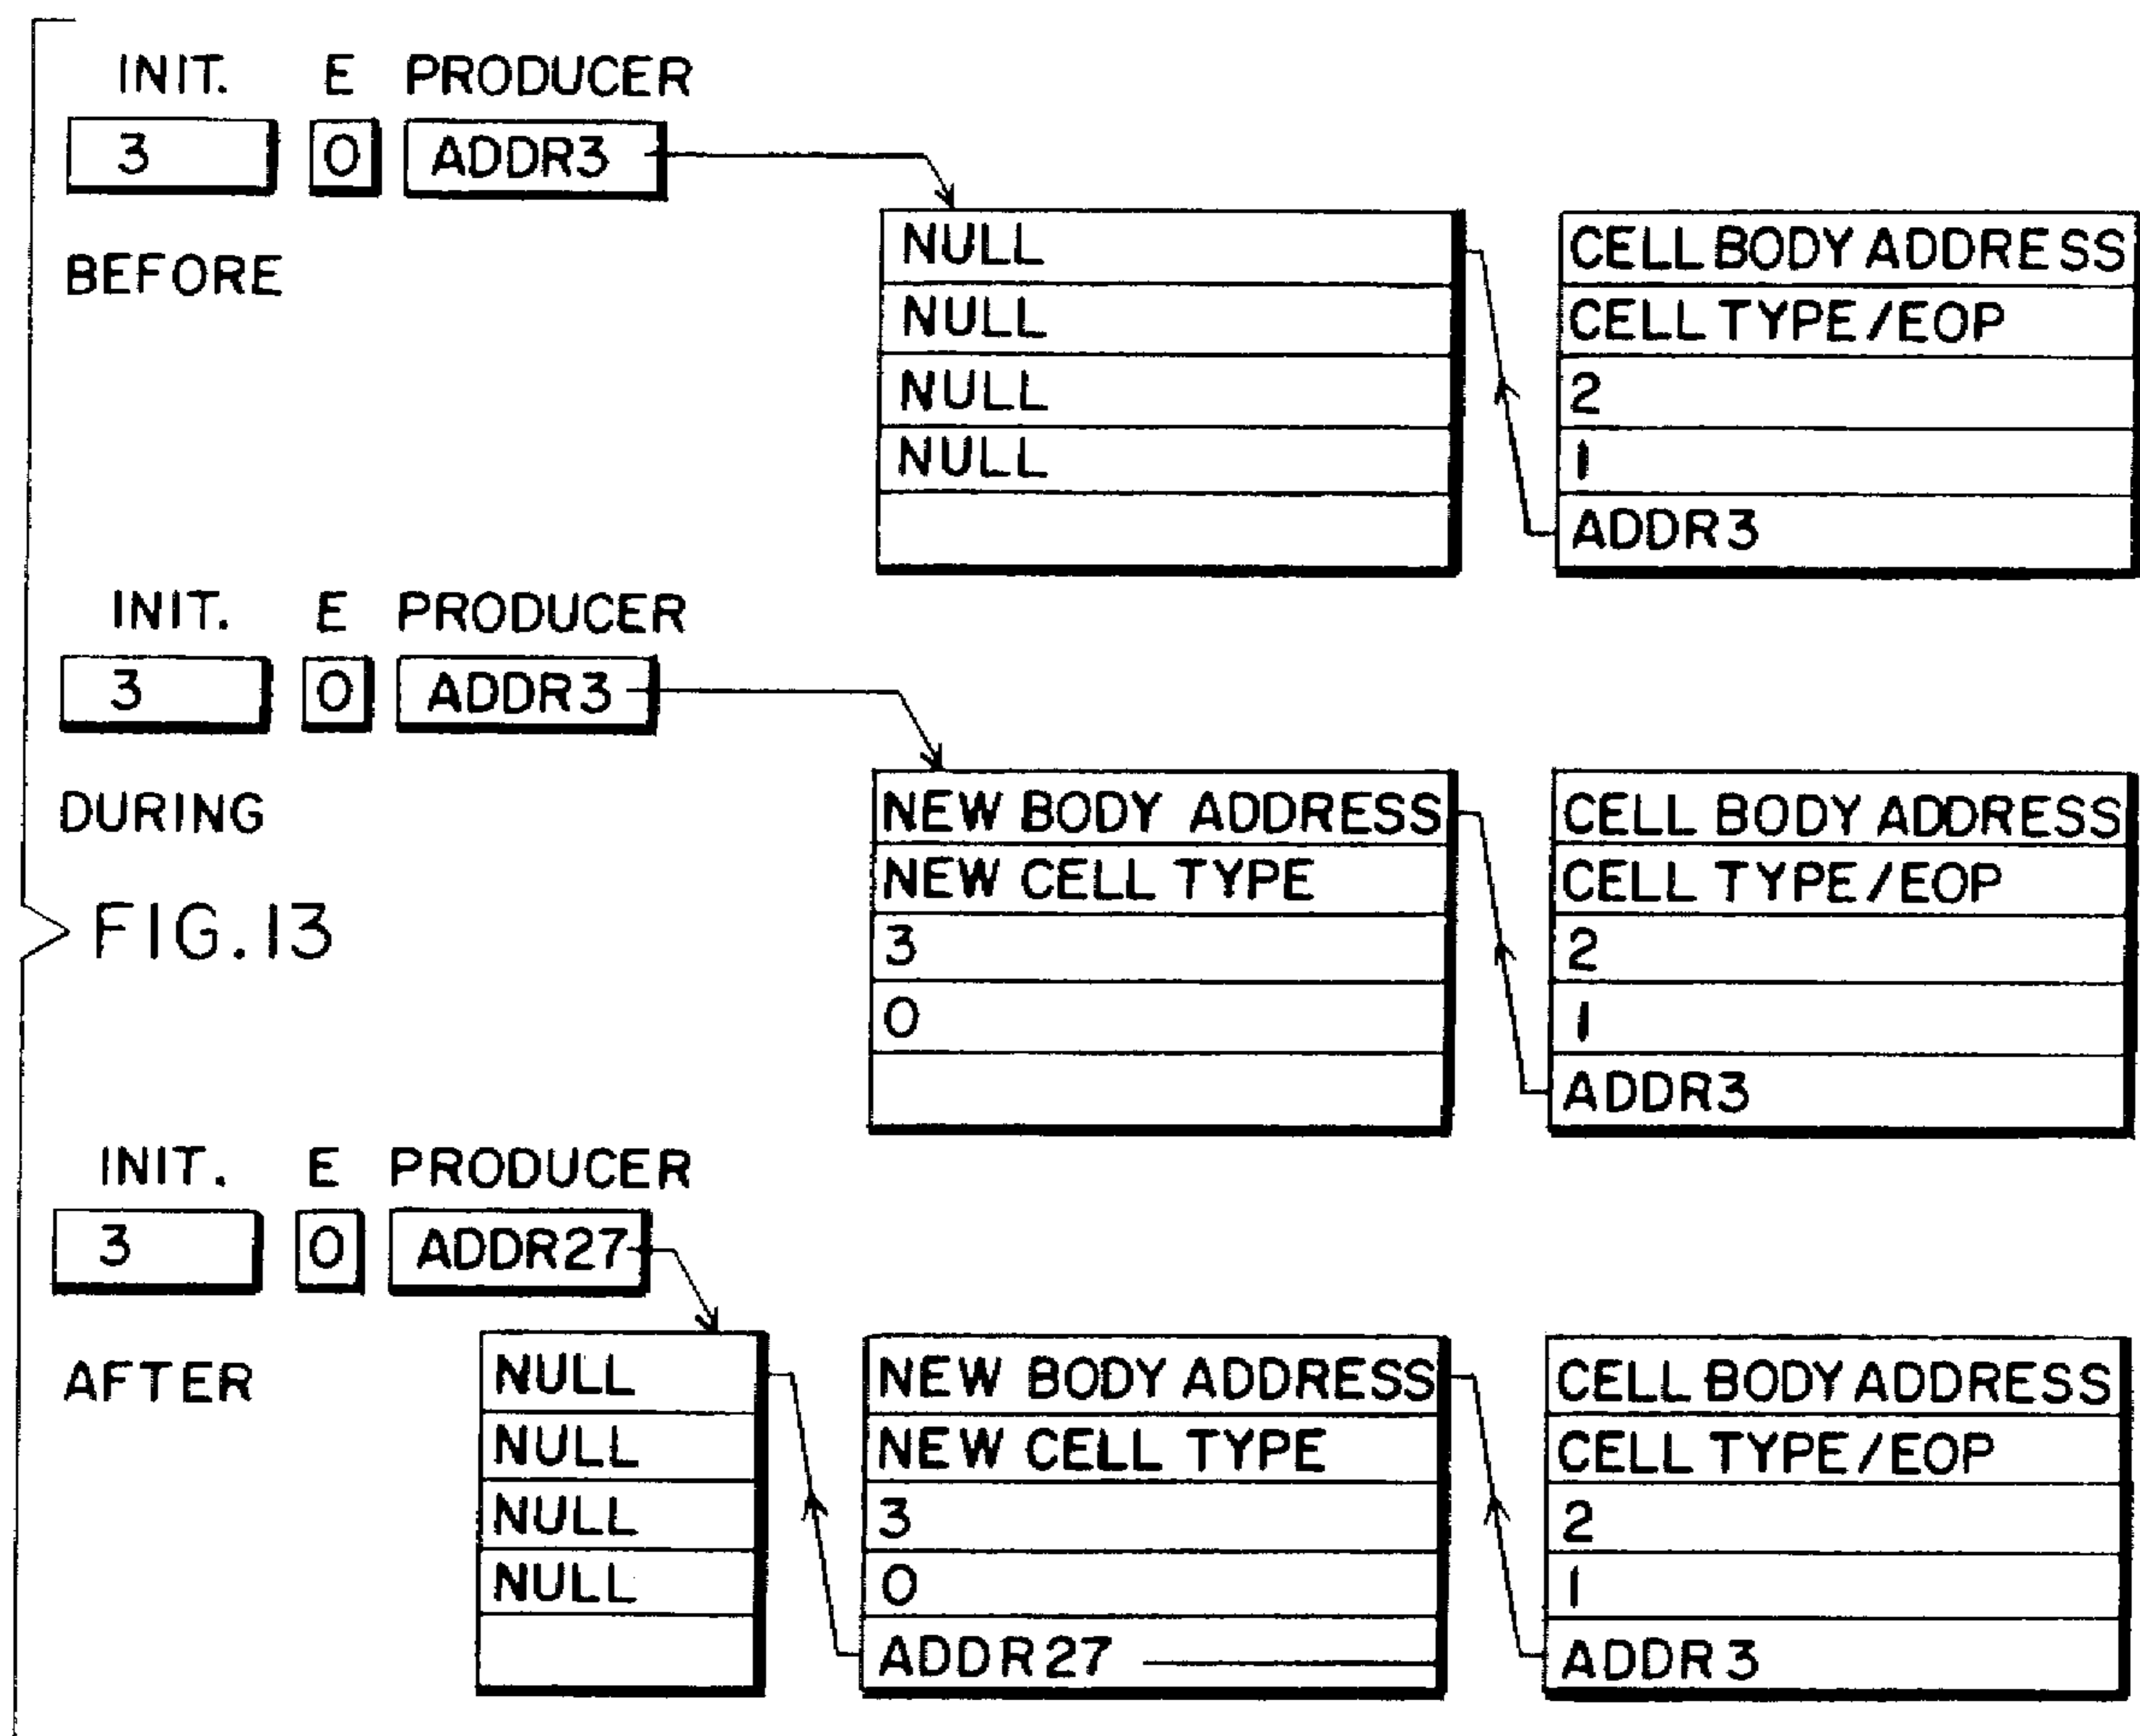 INIT. E PRODUCER
3 0 ADDR3
BEFORE
NULL
NULL
NULL
NULL
CELL BODY ADDRESS
CELL TYPE/EOP
2
1
ADDR3
INIT. E PRODUCER
3 0 ADDR3
DURING
NEW BODY ADDRESS
NEW CELL TYPE
3
0
CELL BODY ADDRESS
CELL TYPE/EOP
2
1
ADDR3
FIG.13
INIT. E PRODUCER
3 0 ADDR27
AFTER
NULL
NULL
NULL
NULL
NEW BODY ADDRESS
NEW CELL TYPE
3
0
ADDR27
CELL BODY ADDRESS
CELL TYPE/EOP
2
1
ADDR3